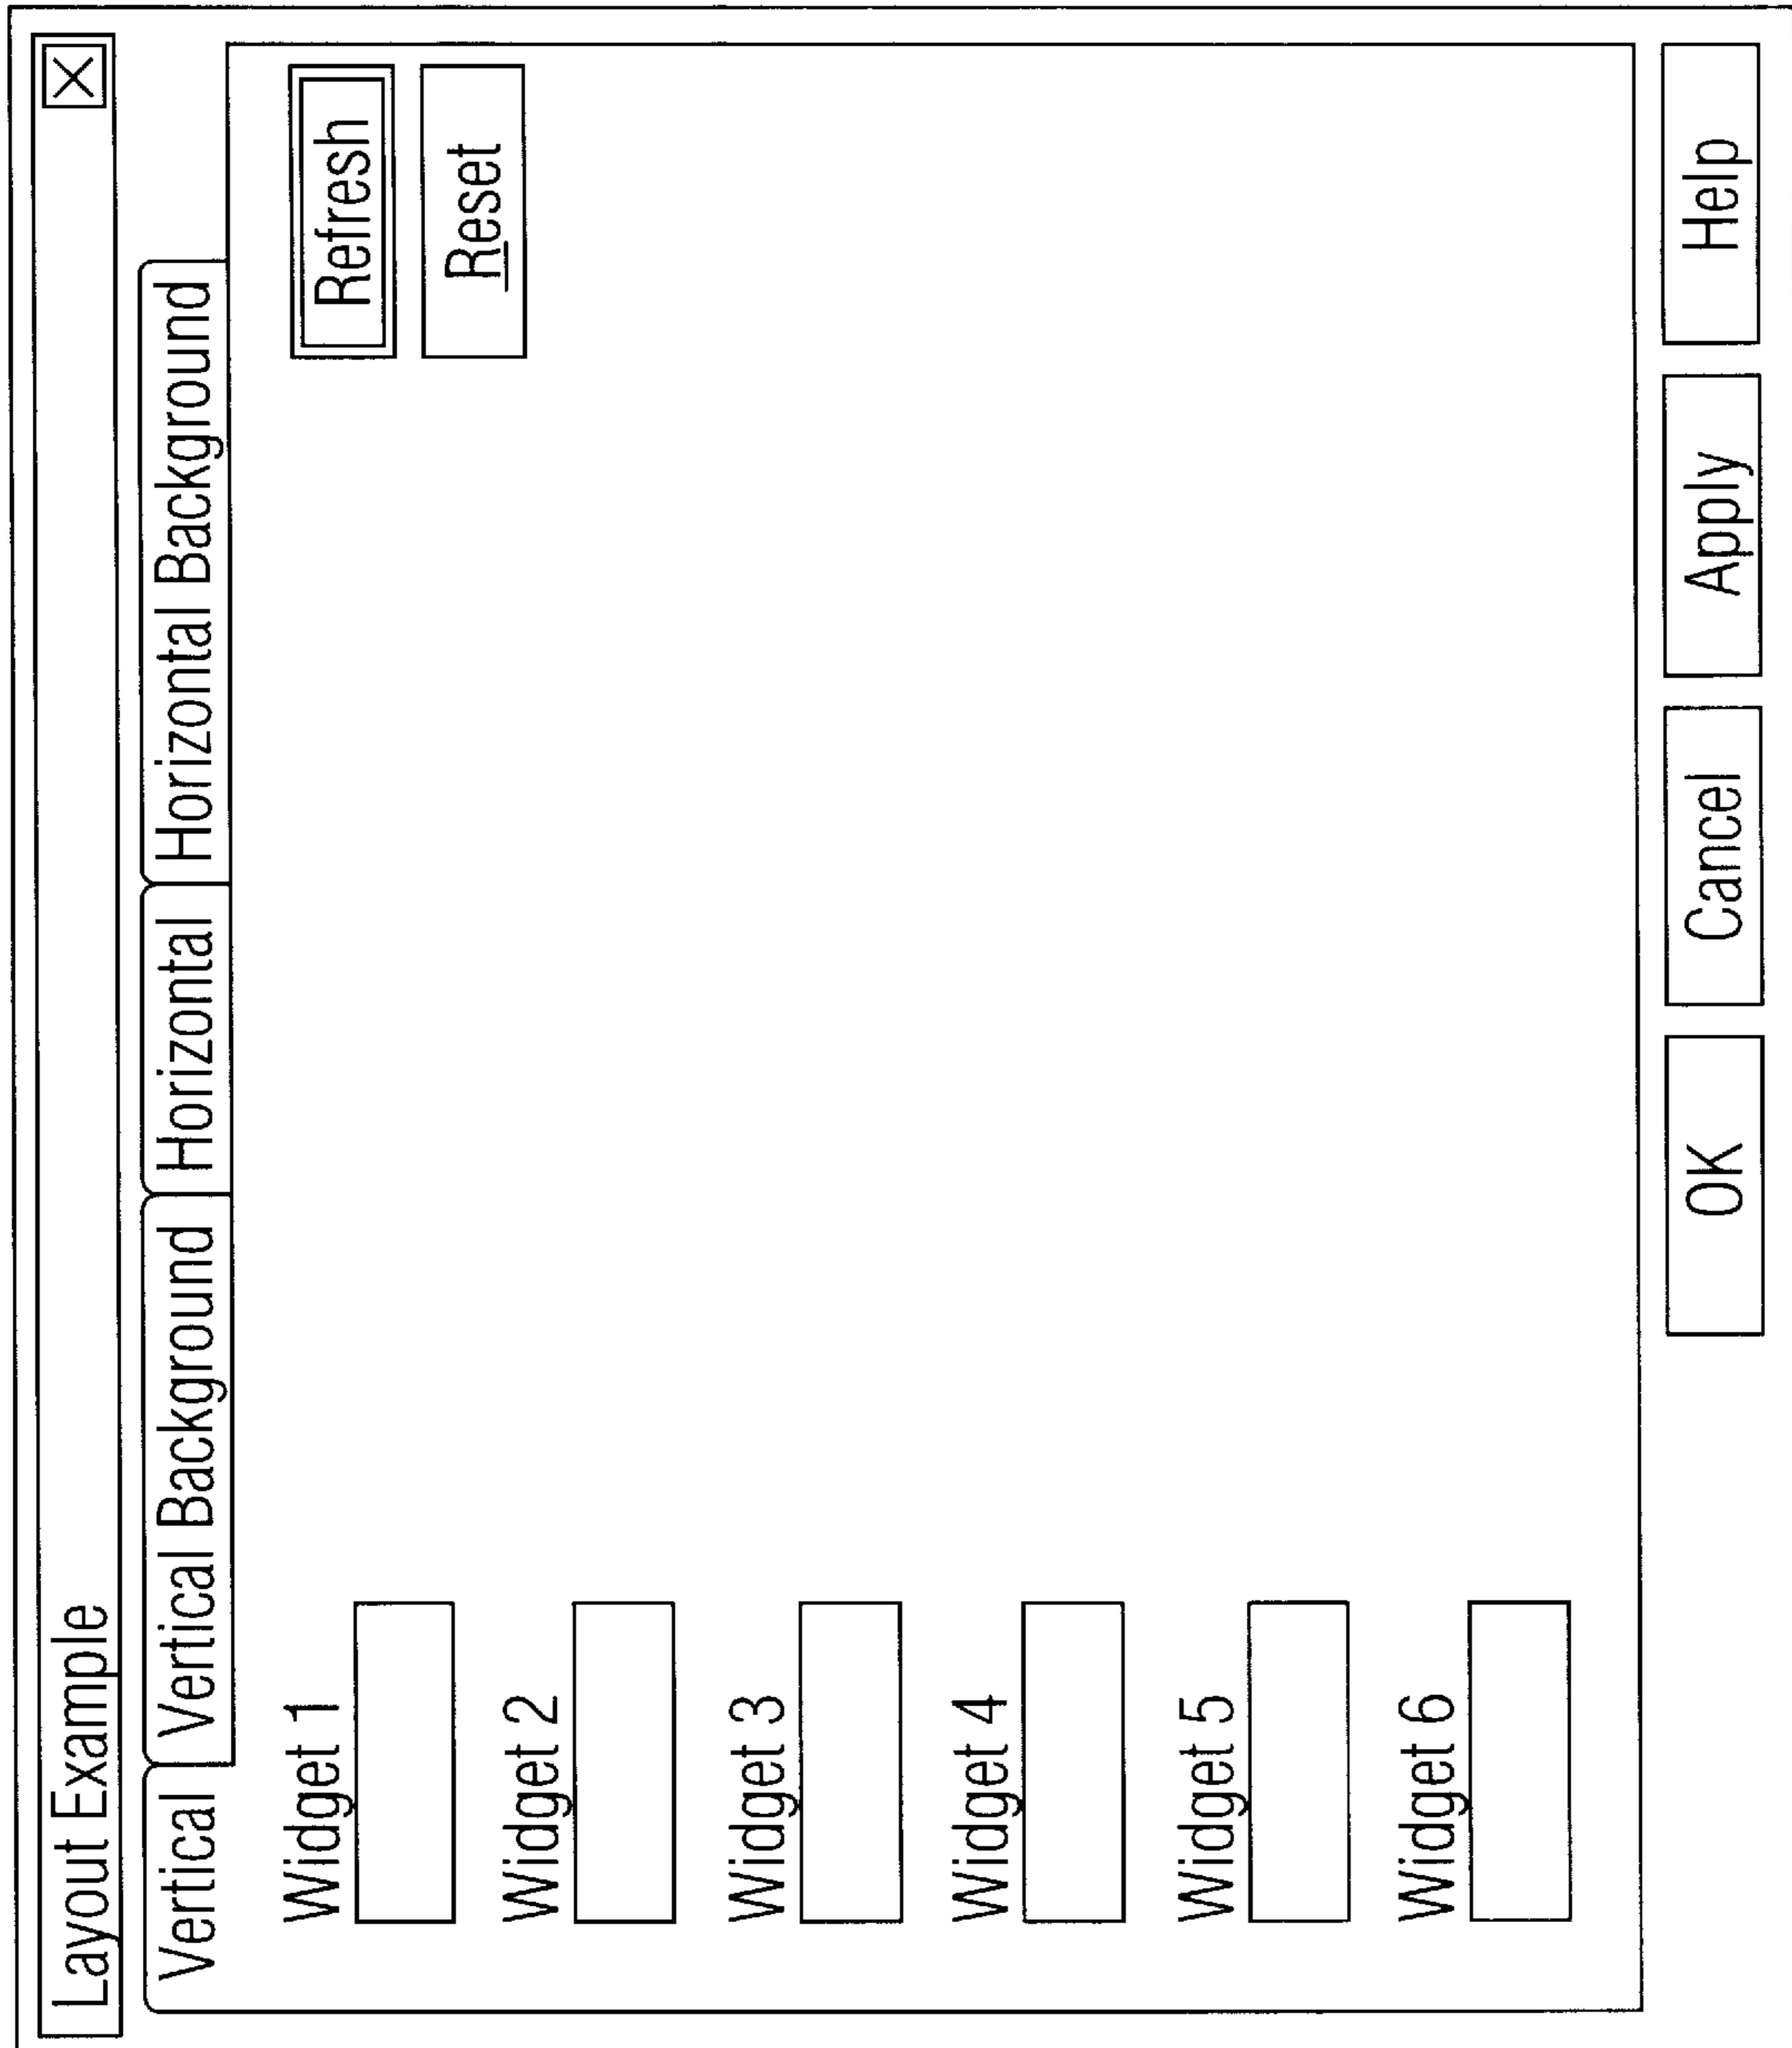 Layout Example
Vertical Vertical Background Horizontal Horizontal Background
Widget 1
Refresh
Reset
Widget 2
Widget 3
Widget 4
Widget 5
Widget 6
OK Cancel Apply Help